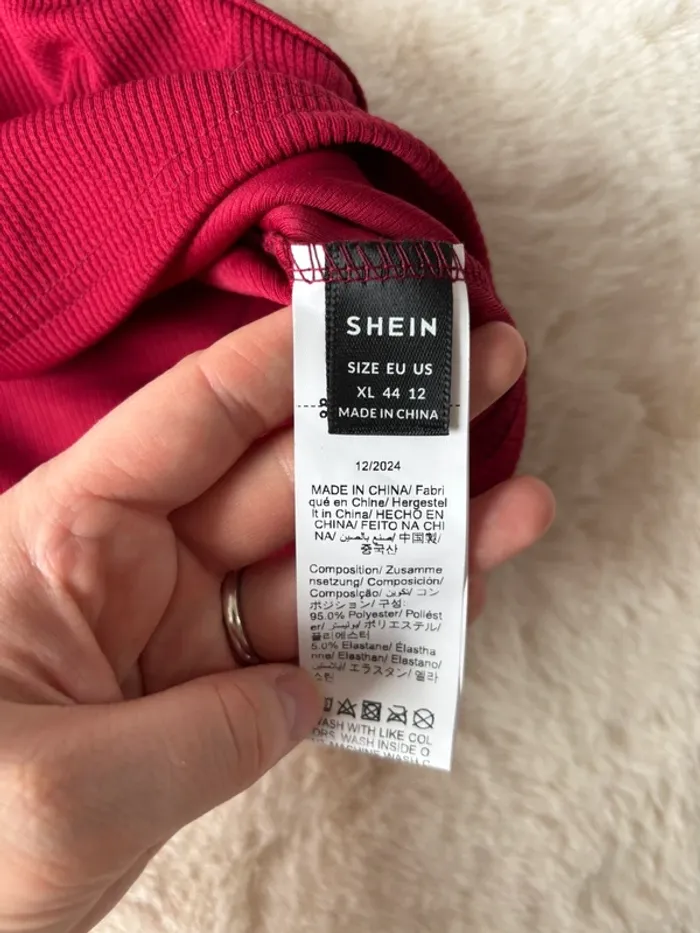 SHEIN
SIZE EU US
XL 44 12
MADE IN CHINA
12/2024
MADE IN CHINA/ Fabri
qué en Chine/ Hergestel
lt in China/ HECHO EN
CHINA/ FEITO NA CHI
NA/ صنع بالصين/ 中国製/
중국산
Composition/ Zusamme
nsetzung/ Composición/
Composição/ تكوين/ コン
ポジション/ 구성:
95.0% Polyester/ Poliést
er/ بوليستر/ ポリエステル/
폴리에스터
5.0% Elastane/ Élastha
nne/ Elasthan/ Elastano/
إيلاستين/ エラスタン/ 엘라
스틴
WASH WITH LIKE COL
ORS, WASH INSIDE O
MACHINE WASH